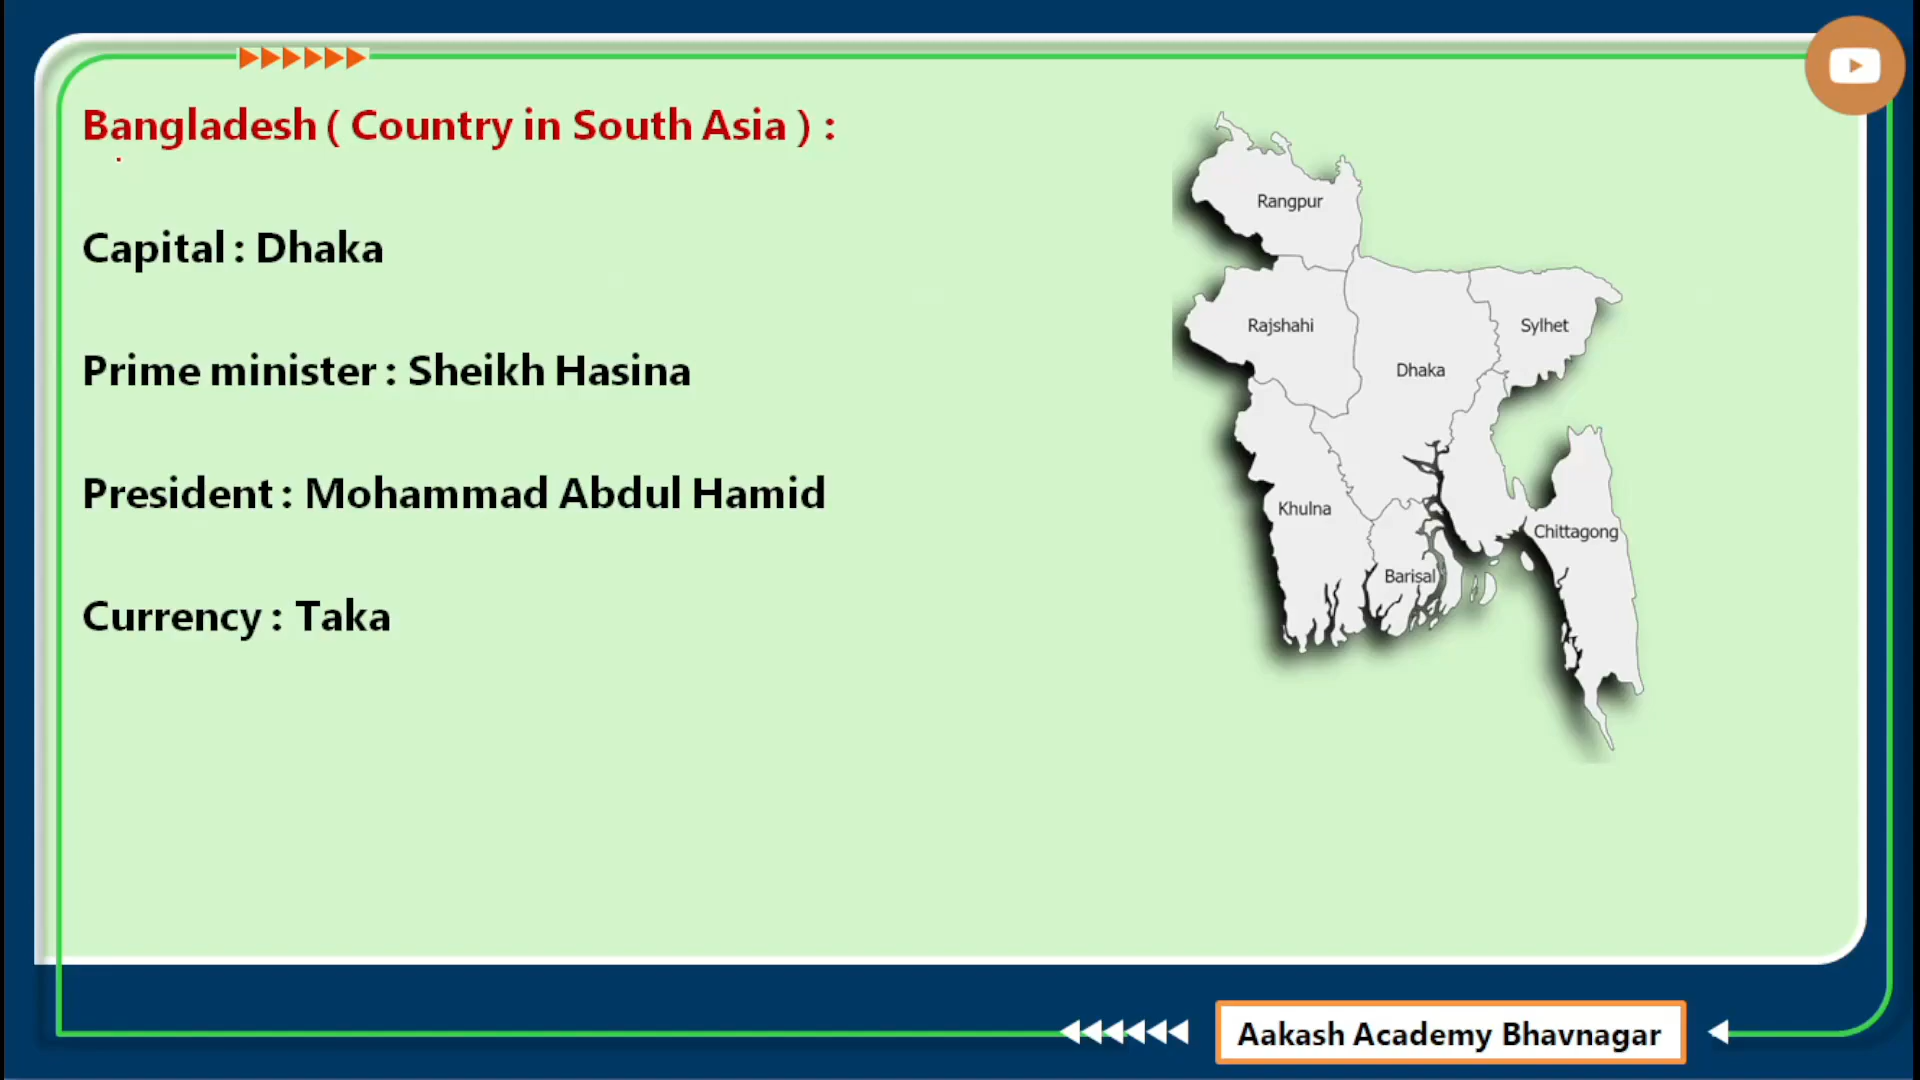 Bangladesh ( Country in South Asia ) :
Capital : Dhaka
Prime minister : Sheikh Hasina
President : Mohammad Abdul Hamid
Currency : Taka
Rangpur
Rajshahi
Sylhet
Dhaka
Khulna
Chittagong
Barisal
Aakash Academy Bhavnagar